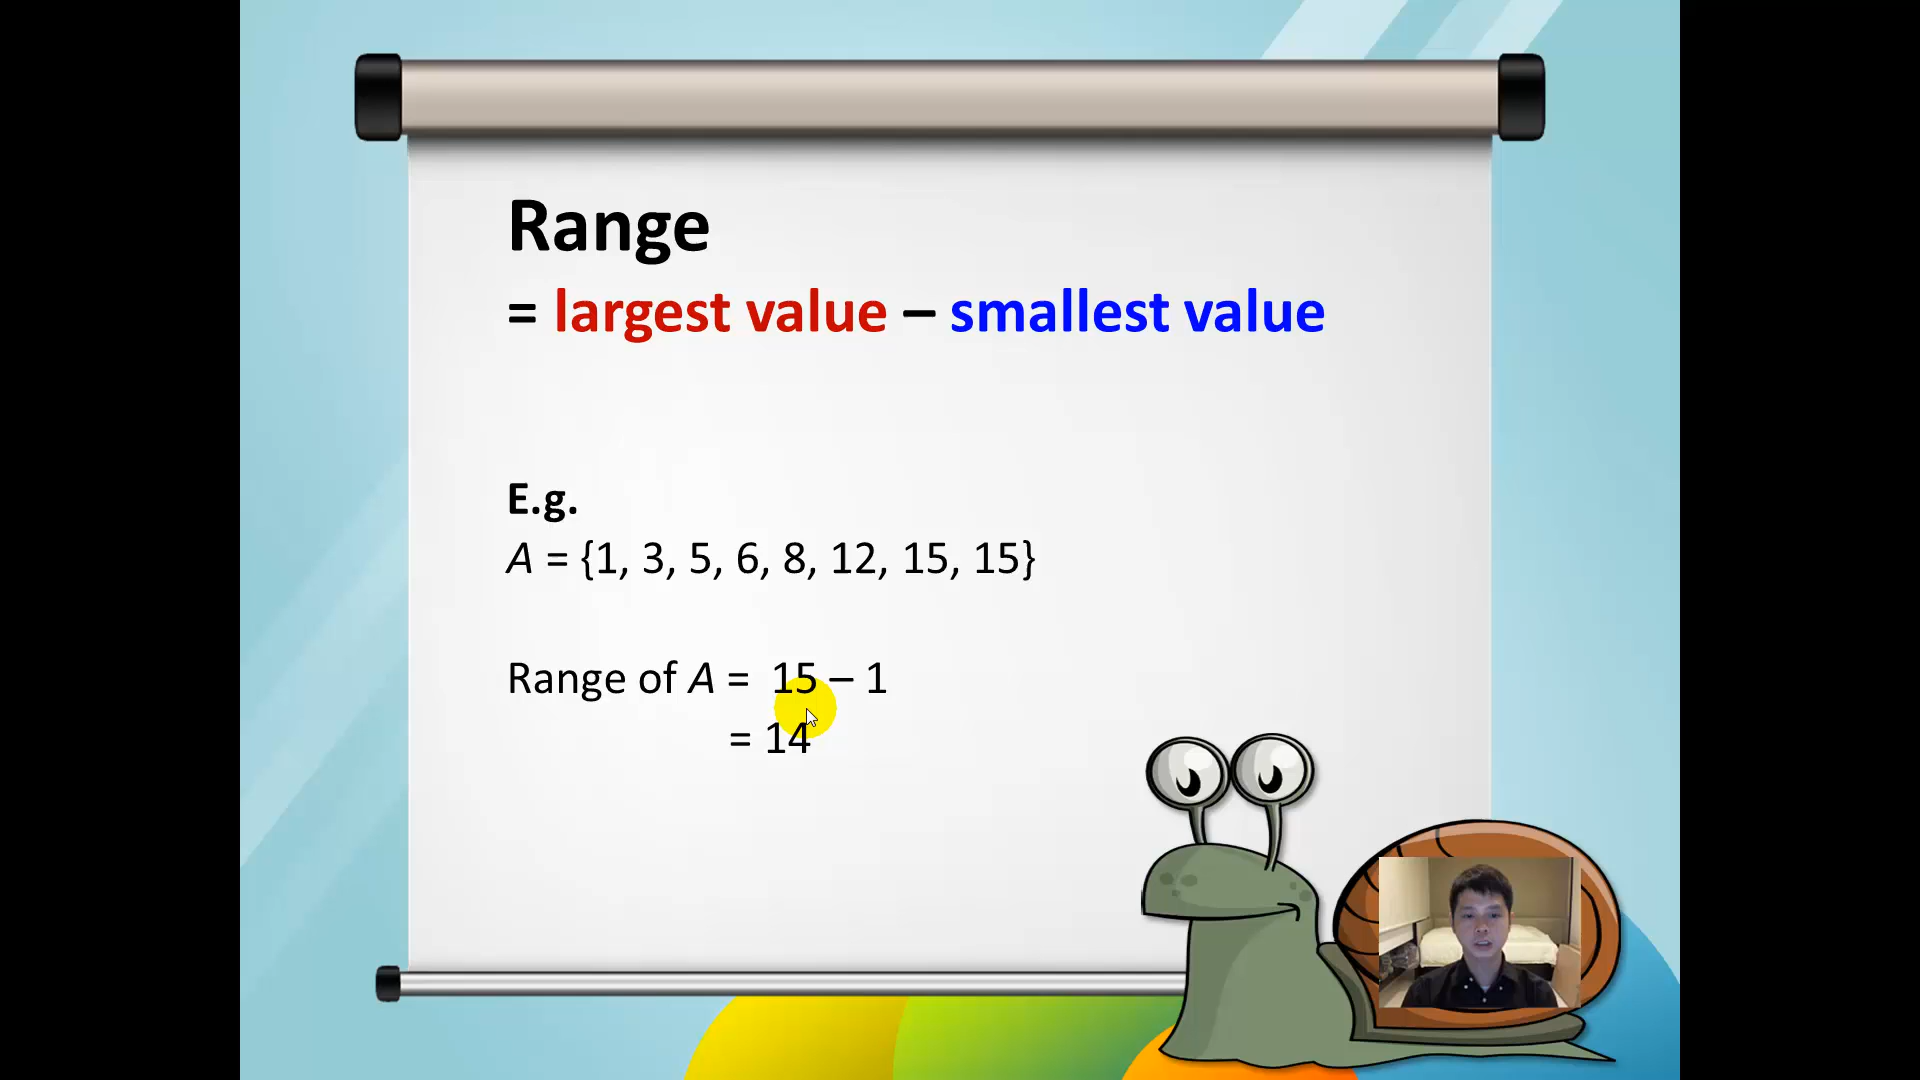 Range
= largest value – smallest value
E.g.
A = {1, 3, 5, 6, 8, 12, 15, 15}
Range of A = 15 – 1
= 14